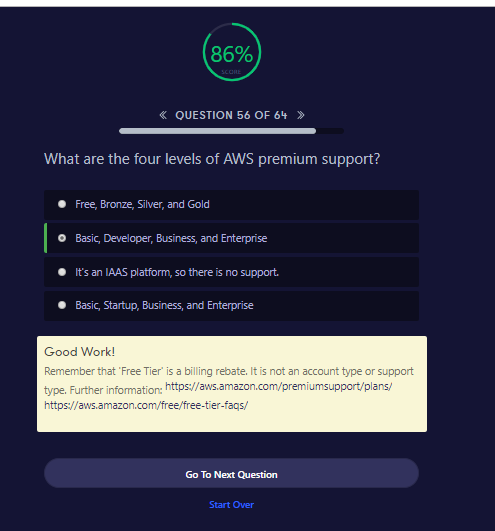 86%
SCORE
« QUESTION 56 OF 64 »
What are the four levels of AWS premium support?
Free, Bronze, Silver, and Gold
Basic, Developer, Business, and Enterprise
It's an IAAS platform, so there is no support.
Basic, Startup, Business, and Enterprise
Good Work!
Remember that 'Free Tier' is a billing rebate. It is not an account type or support
type. Further information: https://aws.amazon.com/premiumsupport/plans/
https://aws.amazon.com/free/free-tier-faqs/
Go To Next Question
Start Over